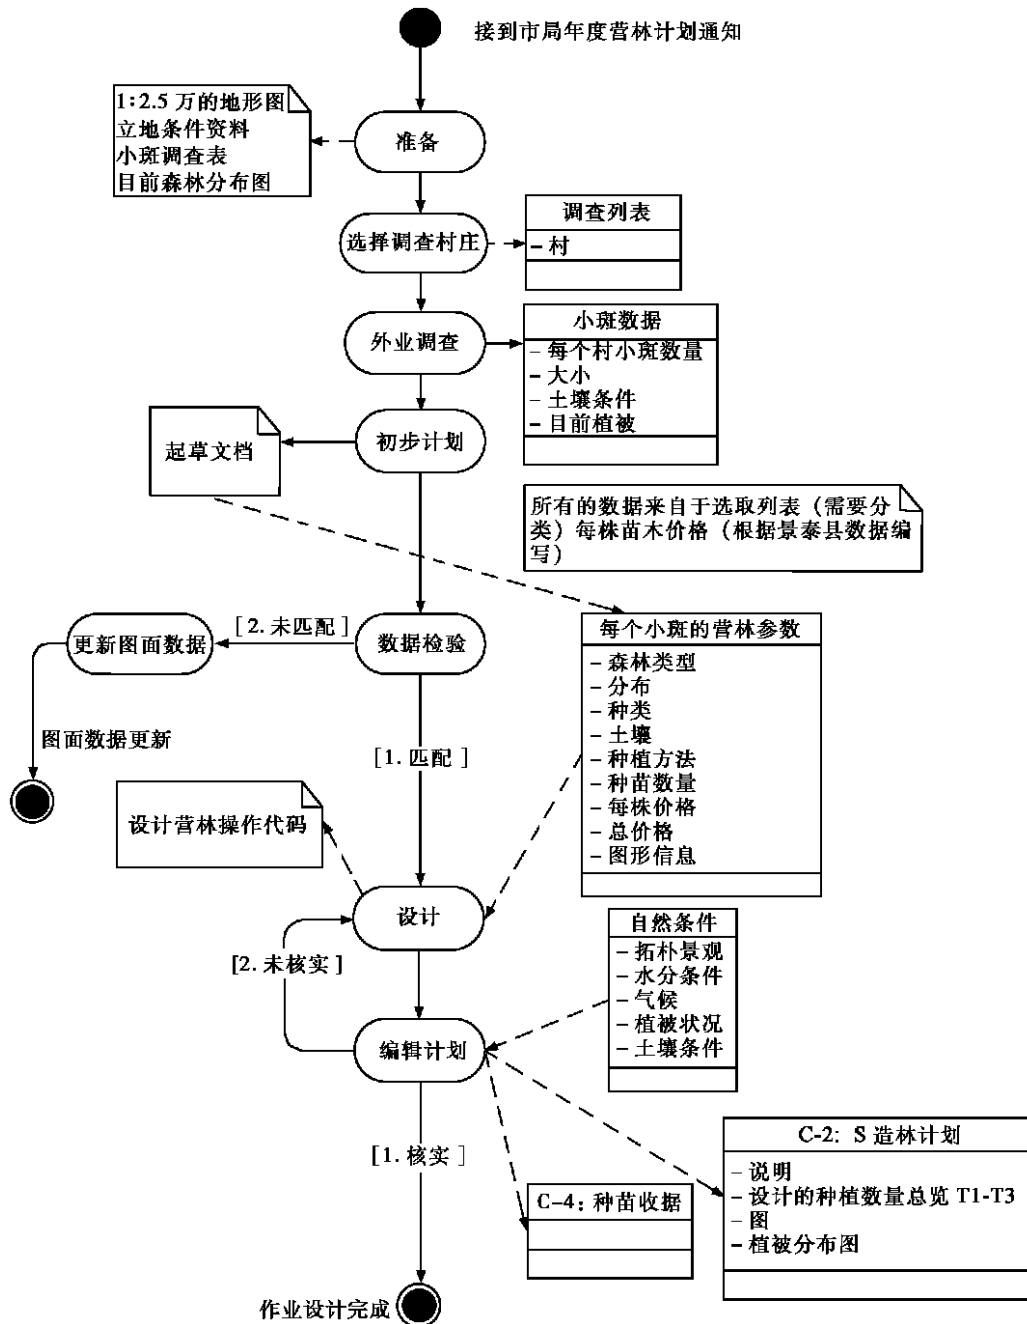 接到市局年度营林计划通知
1:2.5 万的地形图
立地条件资料
小斑调查表
目前森林分布图
准备
选择调查村庄
调查列表
– 村
外业调查
小斑数据
– 每个村小斑数量
– 大小
– 土壤条件
– 目前植被
初步计划
起草文档
所有的数据来自于选取列表（需要分
类）每株苗木价格（根据景泰县数据编
写）
更新图面数据
[2.未匹配]
数据检验
每个小斑的营林参数
– 森林类型
– 分布
– 种类
– 土壤
– 种植方法
– 种苗数量
– 每株价格
– 总价格
– 图形信息
图面数据更新
[1.匹配]
设计营林操作代码
设计
[2.未核实]
自然条件
– 拓朴景观
– 水分条件
– 气候
– 植被状况
– 土壤条件
编辑计划
[1.核实]
C-2: S 造林计划
– 说明
– 设计的种植数量总览 T1-T3
– 图
– 植被分布图
C-4: 种苗收据
作业设计完成